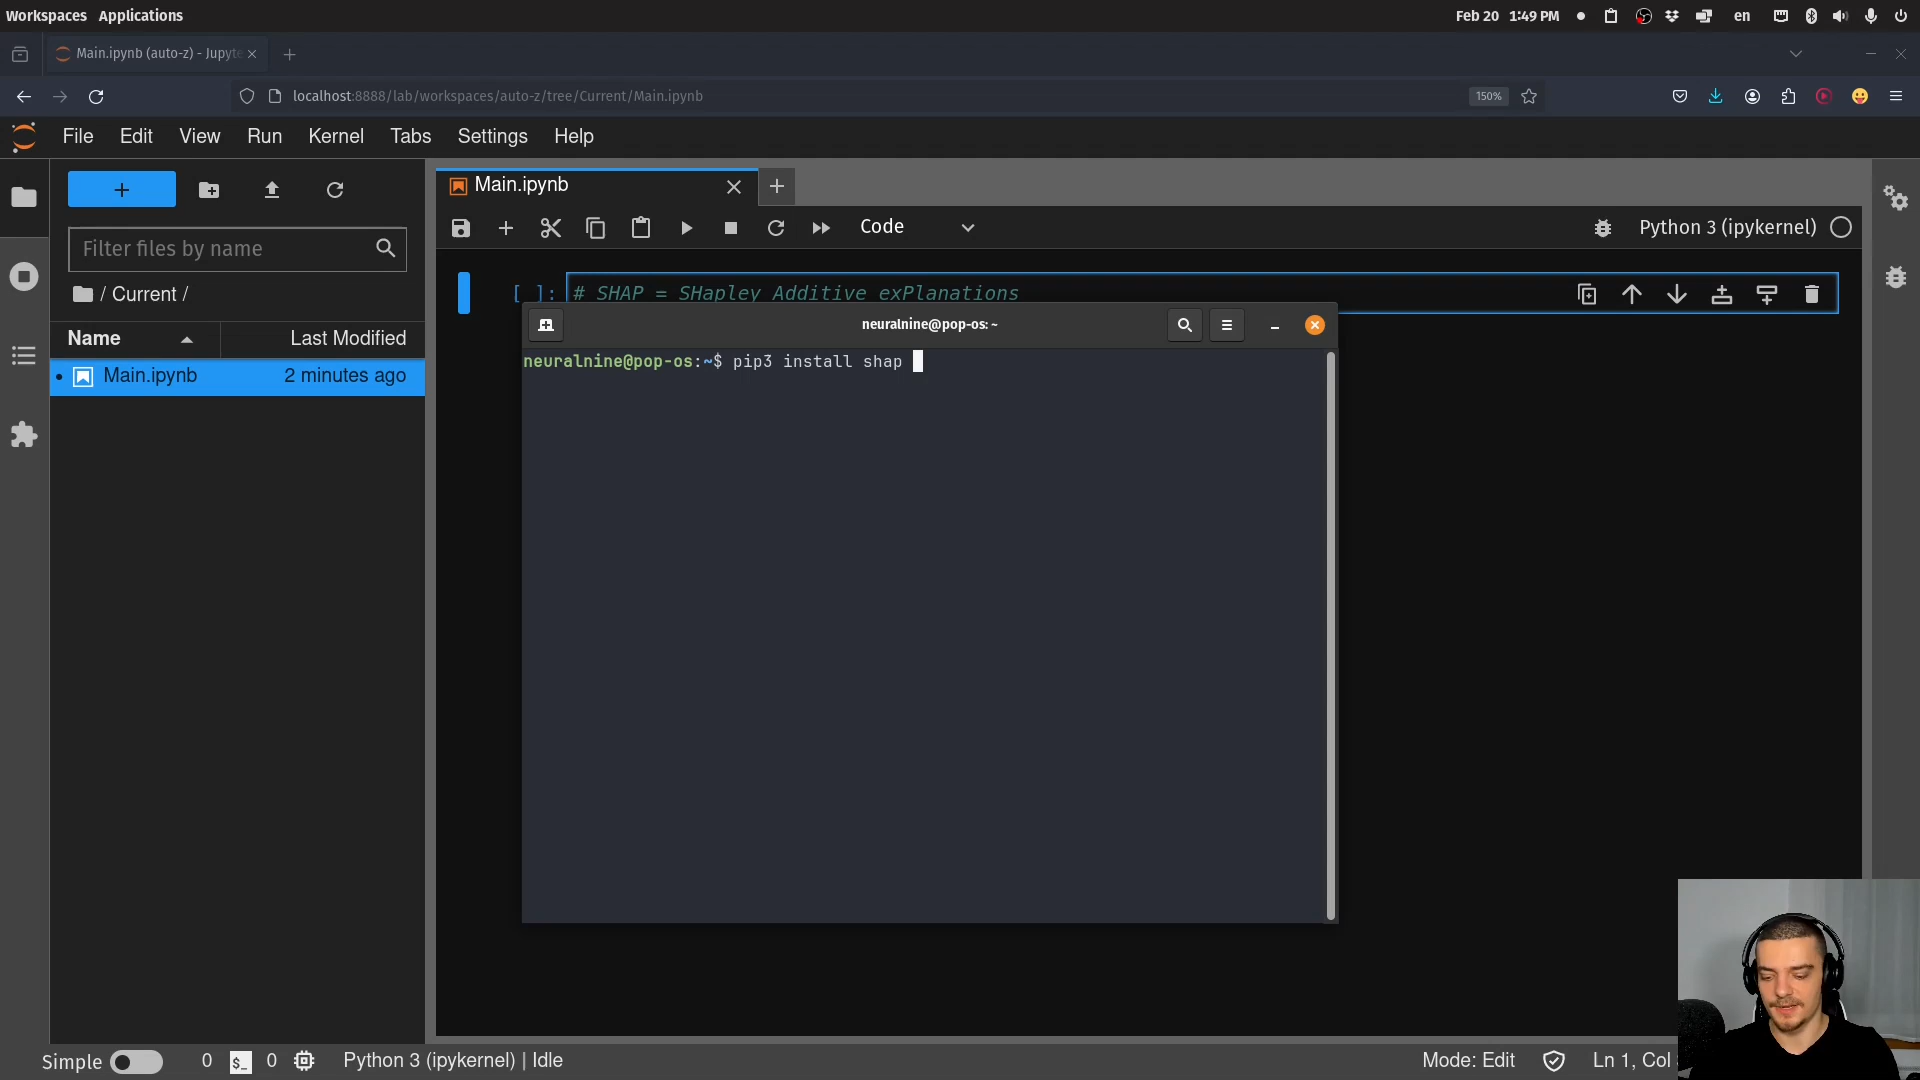 Workspaces Applications
Feb 20 1:49 PM
en
Main.ipynb (auto-z) - Jupyte
localhost:8888/lab/workspaces/auto-z/tree/Current/Main.ipynb
150%
File Edit View Run Kernel Tabs Settings Help
Main.ipynb
Code
Python 3 (ipykernel)
Filter files by name
/ Current /
Name
Last Modified
Main.ipynb
2 minutes ago
[ ]:
# SHAP = SHapley Additive exPlanations
neuralnine@pop-os: ~
neuralnine@pop-os:~$ pip3 install shap
Simple
0
$_
0
Python 3 (ipykernel) | Idle
Mode: Edit
Ln 1, Col